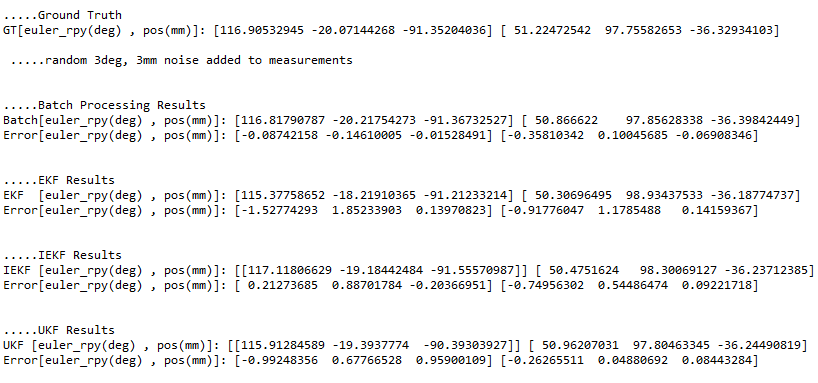 .....Ground Truth
GT[euler_rpy(deg) , pos(mm)]: [116.90532945 -20.07144268 -91.35204036] [ 51.22472542  97.75582653 -36.32934103]
.....random 3deg, 3mm noise added to measurements
.....Batch Processing Results
Batch[euler_rpy(deg) , pos(mm)]: [116.81790787 -20.21754273 -91.36732527] [ 50.866622    97.85628338 -36.39842449]
Error[euler_rpy(deg) , pos(mm)]: [-0.08742158 -0.14610005 -0.01528491] [-0.35810342  0.10045685 -0.06908346]
.....EKF Results
EKF  [euler_rpy(deg) , pos(mm)]: [115.37758652 -18.21910365 -91.21233214] [ 50.30696495  98.93437533 -36.18774737]
Error[euler_rpy(deg) , pos(mm)]: [-1.52774293  1.85233903  0.13970823] [-0.91776047  1.1785488   0.14159367]
.....IEKF Results
IEKF [euler_rpy(deg) , pos(mm)]: [[117.11806629 -19.18442484 -91.55570987]] [ 50.4751624   98.30069127 -36.23712385]
Error[euler_rpy(deg) , pos(mm)]: [ 0.21273685  0.88701784 -0.20366951] [-0.74956302  0.54486474  0.09221718]
.....UKF Results
UKF [euler_rpy(deg) , pos(mm)]: [[115.91284589 -19.3937774  -90.39303927]] [ 50.96207031  97.80463345 -36.24490819]
Error[euler_rpy(deg) , pos(mm)]: [-0.99248356  0.67766528  0.95900109] [-0.26265511  0.04880692  0.08443284]